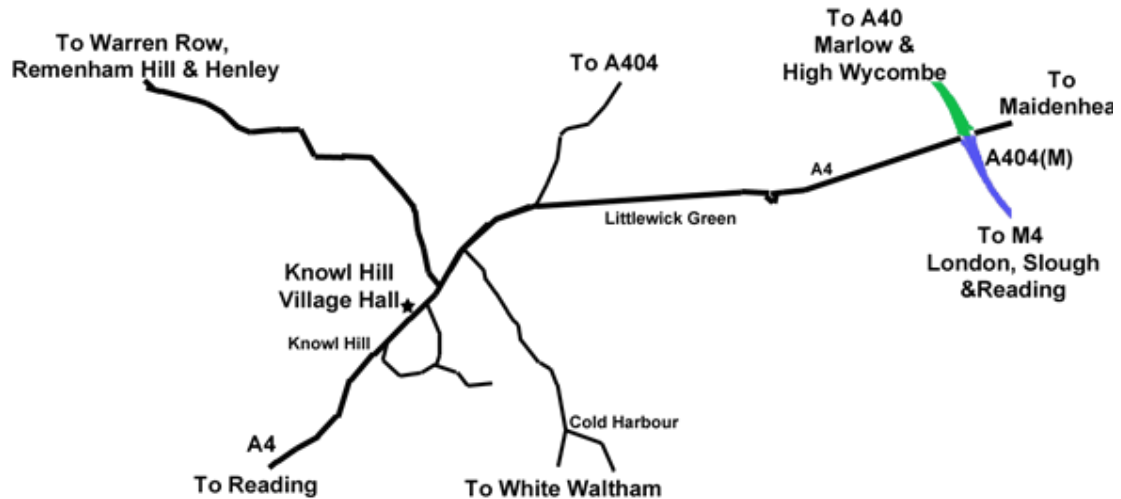 To Warren Row,
Remenham Hill & Henley
To A404
To A40
Marlow &
High Wycombe
To
Maidenhea
A404(M)
A4
Littlewick Green
To M4
London, Slough
&Reading
Knowl Hill
Village Hall
Knowl Hill
Cold Harbour
A4
To Reading
To White Waltham